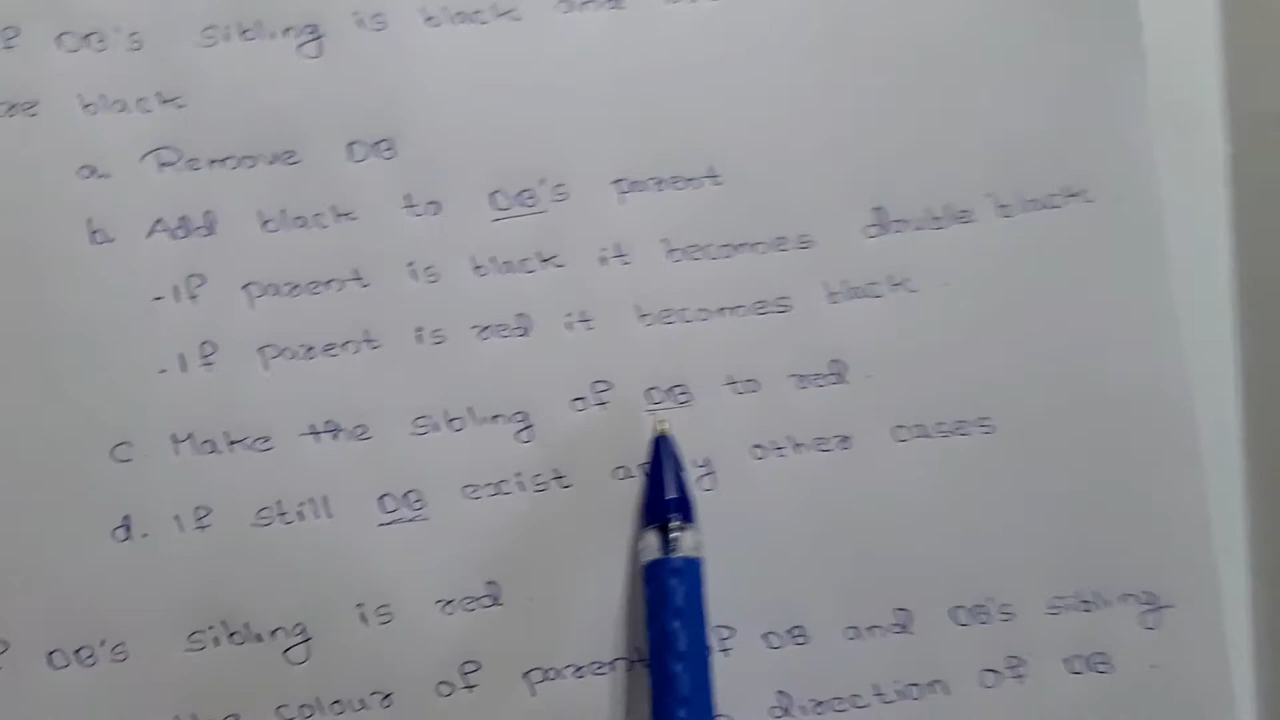 DB's sibling is black and
black
a. Remove DB
b. Add black to DB's parent
- If parent is black it becomes double black
- If parent is red it becomes black.
c Make the sibling of DB to red.
d. If still DB exist apply other cases
DB's sibling is red.
colour of parent of DB and DB's sibling
direction of DB.